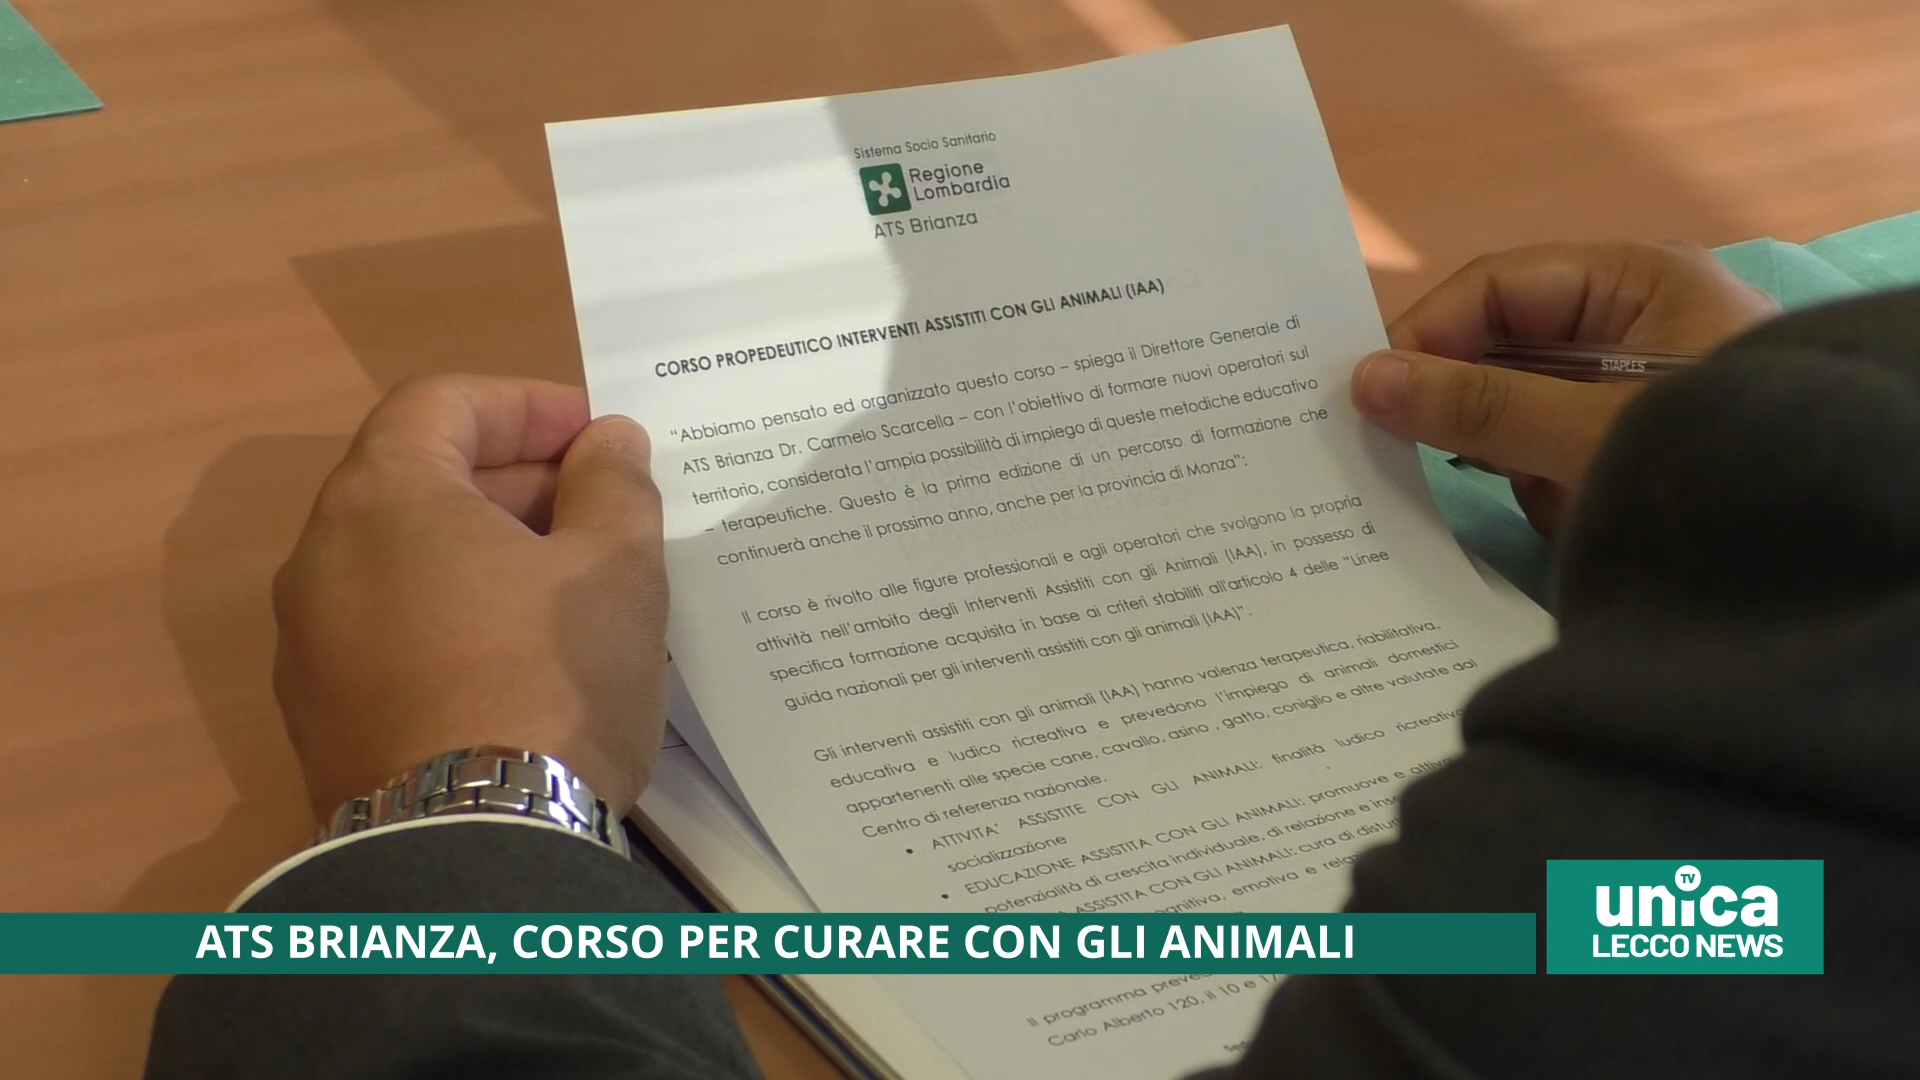 Sistema Socio Sanitario
Regione
Lombardia
ATS Brianza
CORSO PROPEDEUTICO INTERVENTI ASSISTITI CON GLI ANIMALI (IAA)
“Abbiamo pensato ed organizzato questo corso – spiega il Direttore Generale di
ATS Brianza Dr. Carmelo Scarcella – con l’obiettivo di formare nuovi operatori sul
territorio, considerata l’ampia possibilità di impiego di queste metodiche educativo
– terapeutiche. Questo è la prima edizione di un percorso di formazione che
continuerà anche il prossimo anno, anche per la provincia di Monza”:
Il corso è rivolto alle figure professionali e agli operatori che svolgono la propria
attività nell’ambito degli Interventi Assistiti con gli Animali (IAA), in possesso di
specifica formazione acquisita in base ai criteri stabiliti all’articolo 4 delle “Linee
guida nazionali per gli interventi assistiti con gli animali (IAA)”.
Gli interventi assistiti con gli animali (IAA) hanno valenza terapeutica, riabilitativa,
educativa e ludico ricreativa e prevedono l’impiego di animali domestici
appartenenti alle specie cane, cavallo, asino , gatto, coniglio e altre valutate dal
Centro di referenza nazionale.
• ATTIVITA’ ASSISTITE CON GLI ANIMALI: finalità ludico ricreative
socializzazione
• EDUCAZIONE ASSISTITA CON GLI ANIMALI: promuove e attiva
potenzialità di crescita individuale, di relazione e
ASSISTITA CON GLI ANIMALI: cura di
emotiva e
Il programma
Carlo Alberto 120, il 10 e
STAPLES
ATS BRIANZA, CORSO PER CURARE CON GLI ANIMALI
unica TV
LECCO NEWS